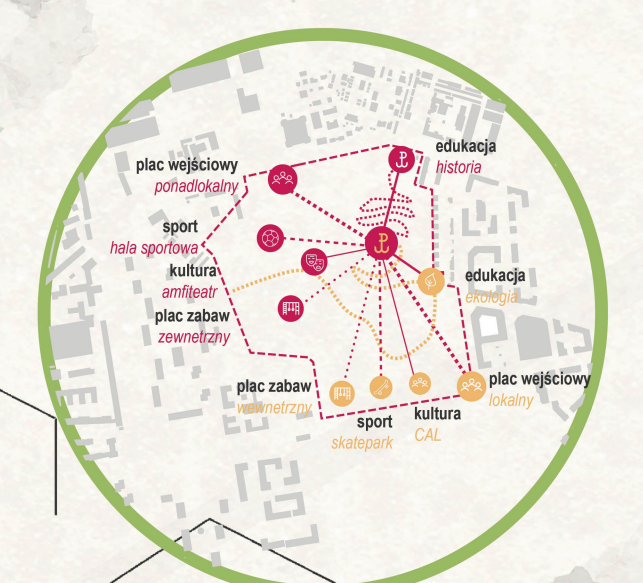 edukacja
historia
plac wejściowy
ponadlokalny
sport
hala sportowa
kultura
amfiteatr
plac zabaw
zewnetrzny
edukacja
ekologia
plac wejściowy
lokalny
plac zabaw
wewnetrzny
sport
skatepark
kultura
CAL